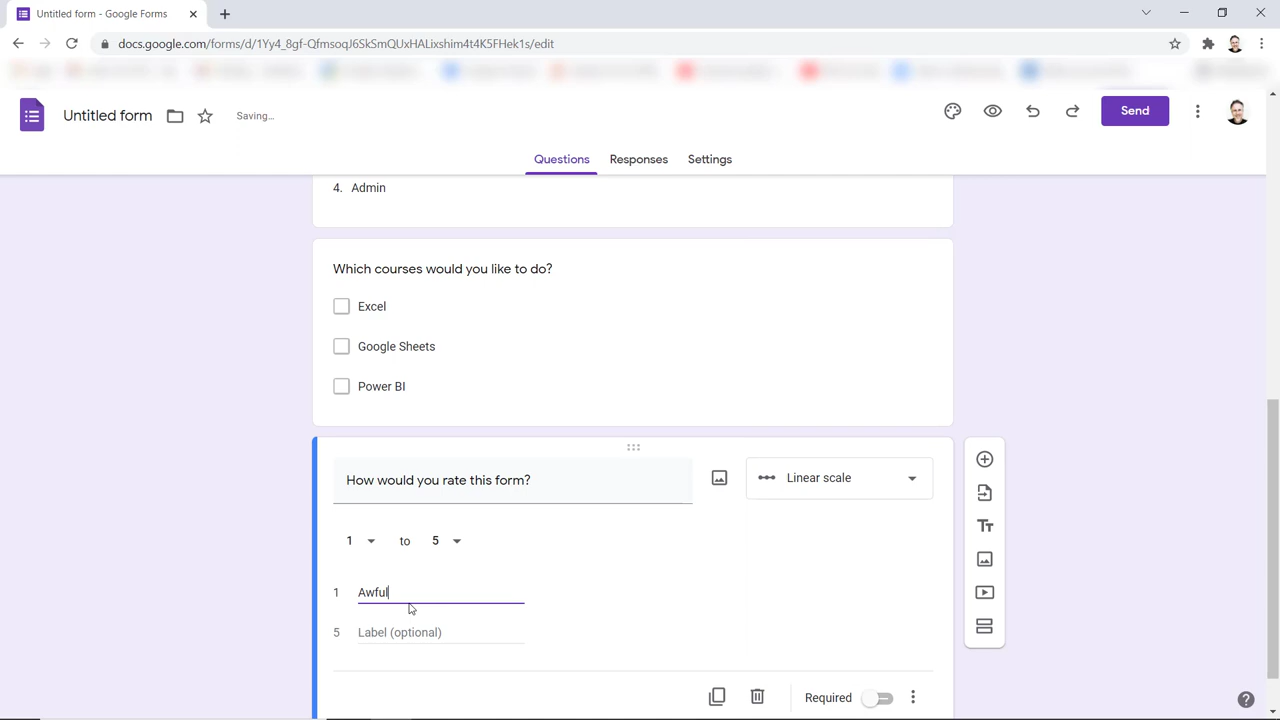 Untitled form - Google Forms
docs.google.com/forms/d/1Yy4_8gf-QfmsoqJ6SkSmQUxHALixshim4t4K5FHek1s/edit
Untitled form
Saving...
Send
Questions Responses Settings
4. Admin
Which courses would you like to do?
Excel
Google Sheets
Power BI
How would you rate this form?
Linear scale
1 to 5
1 Awful
5 Label (optional)
Required